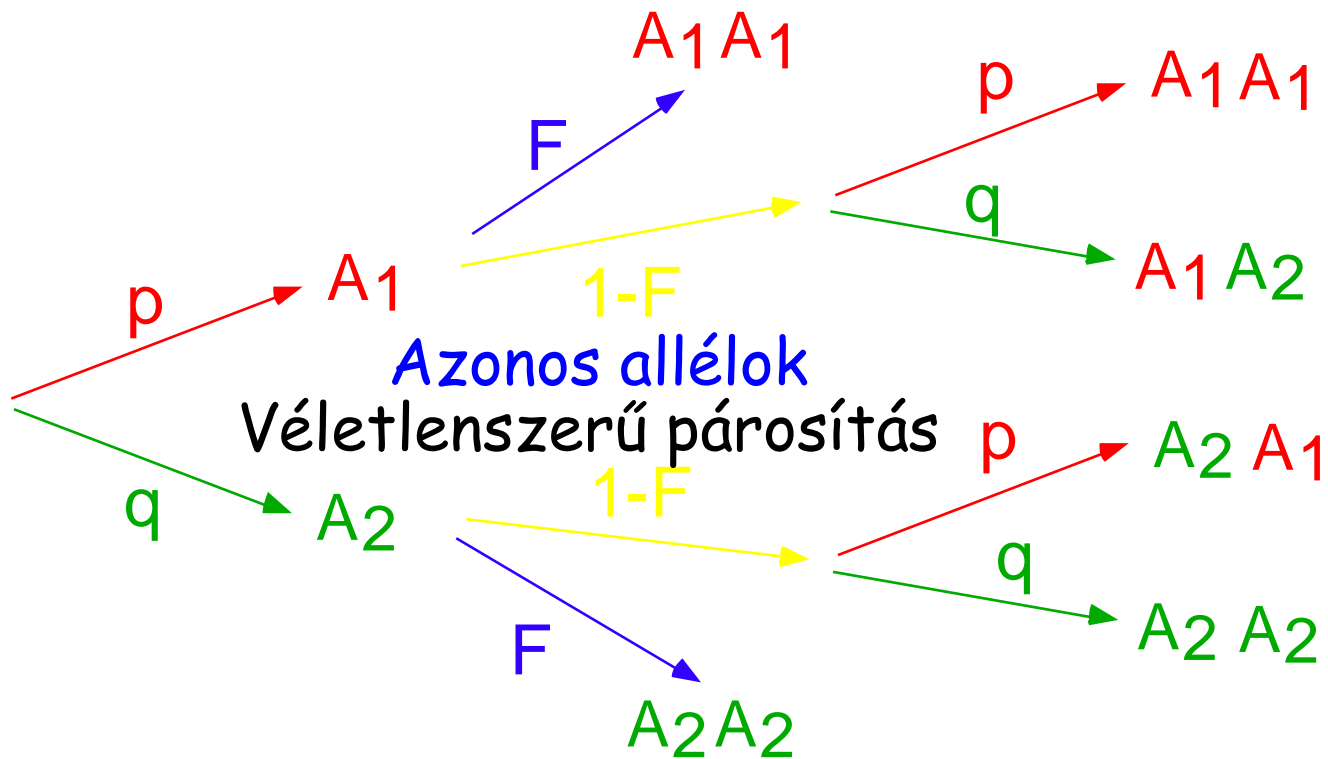 A1 A1
p
A1 A1
F
q
A1 A2
p
A1
1-F
Azonos allélok
Véletlenszerű párosítás
1-F
p
A2 A1
q
A2
q
F
A2 A2
A2 A2